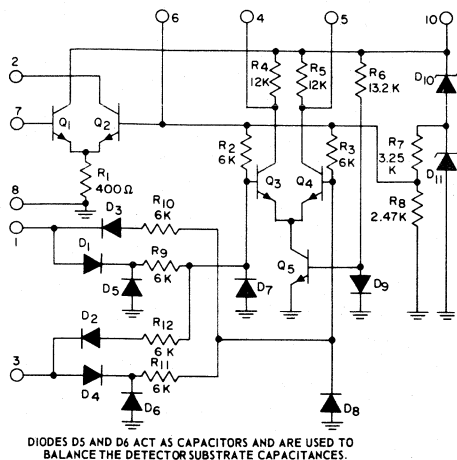 6
4
5
10
2
R4
12K
R5
12K
R6
13.2K
D10
7
Q1
Q2
R2
6K
R3
6K
R7
3.25
K
D11
R1
400Ω
Q3
Q4
R8
2.47K
8
1
D3
R10
6K
D1
R9
6K
D5
Q5
D7
D9
D2
R12
6K
3
D4
R11
6K
D6
D8
DIODES D5 AND D6 ACT AS CAPACITORS AND ARE USED TO
BALANCE THE DETECTOR SUBSTRATE CAPACITANCES.